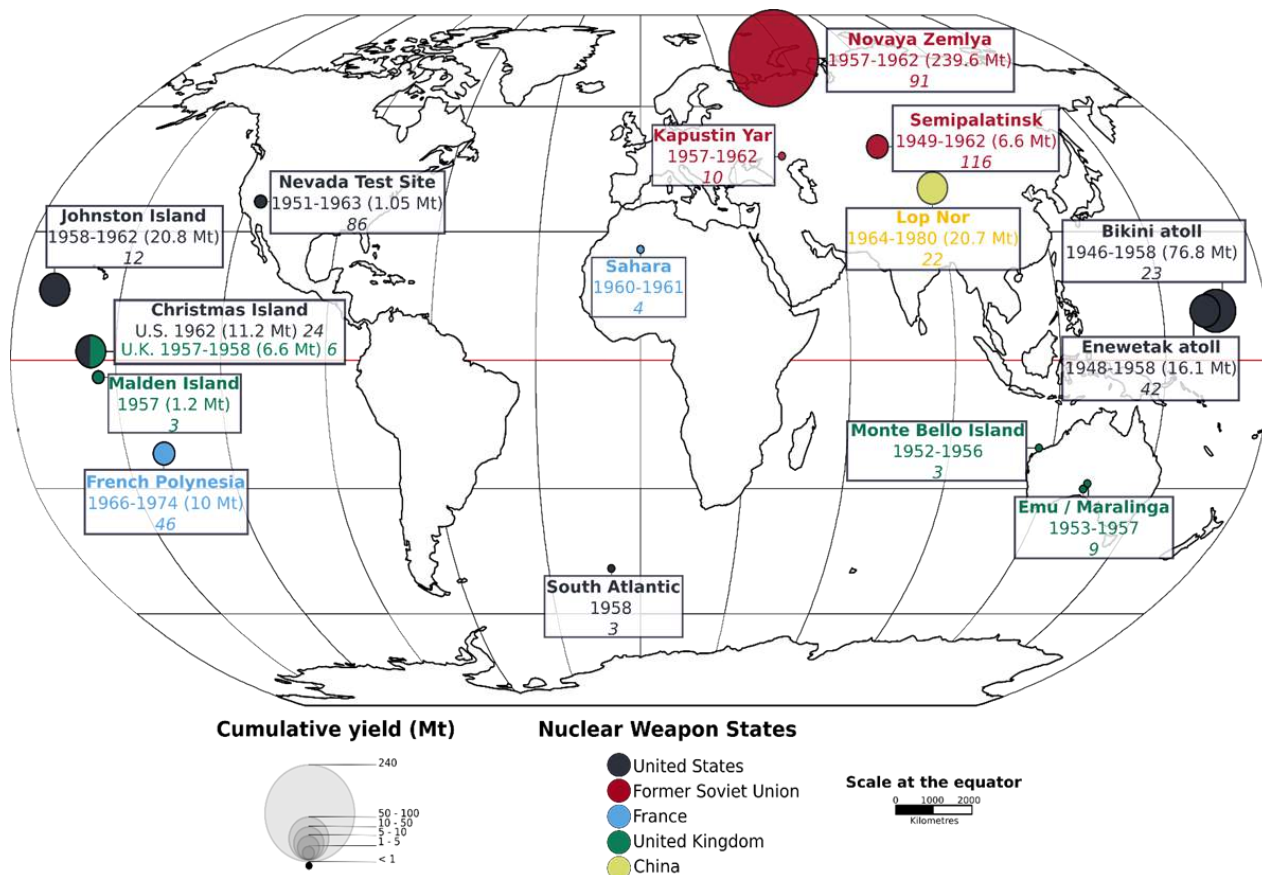 Novaya Zemlya
1957-1962 (239.6 Mt)
91
Semipalatinsk
1949-1962 (6.6 Mt)
116
Kapustin Yar
1957-1962
10
Nevada Test Site
1951-1963 (1.05 Mt)
86
Johnston Island
1958-1962 (20.8 Mt)
12
Lop Nor
1964-1980 (20.7 Mt)
22
Bikini atoll
1946-1958 (76.8 Mt)
23
Sahara
1960-1961
4
Christmas Island
U.S. 1962 (11.2 Mt) 24
U.K. 1957-1958 (6.6 Mt) 6
Enewetak atoll
1948-1958 (16.1 Mt)
42
Malden Island
1957 (1.2 Mt)
3
Monte Bello Island
1952-1956
3
French Polynesia
1966-1974 (10 Mt)
46
Emu / Maralinga
1953-1957
9
South Atlantic
1958
3
Cumulative yield (Mt)
240
50 - 100
10 - 50
5 - 10
1 - 5
< 1
Nuclear Weapon States
United States
Former Soviet Union
France
United Kingdom
China
Scale at the equator
0 1000 2000
Kilometres